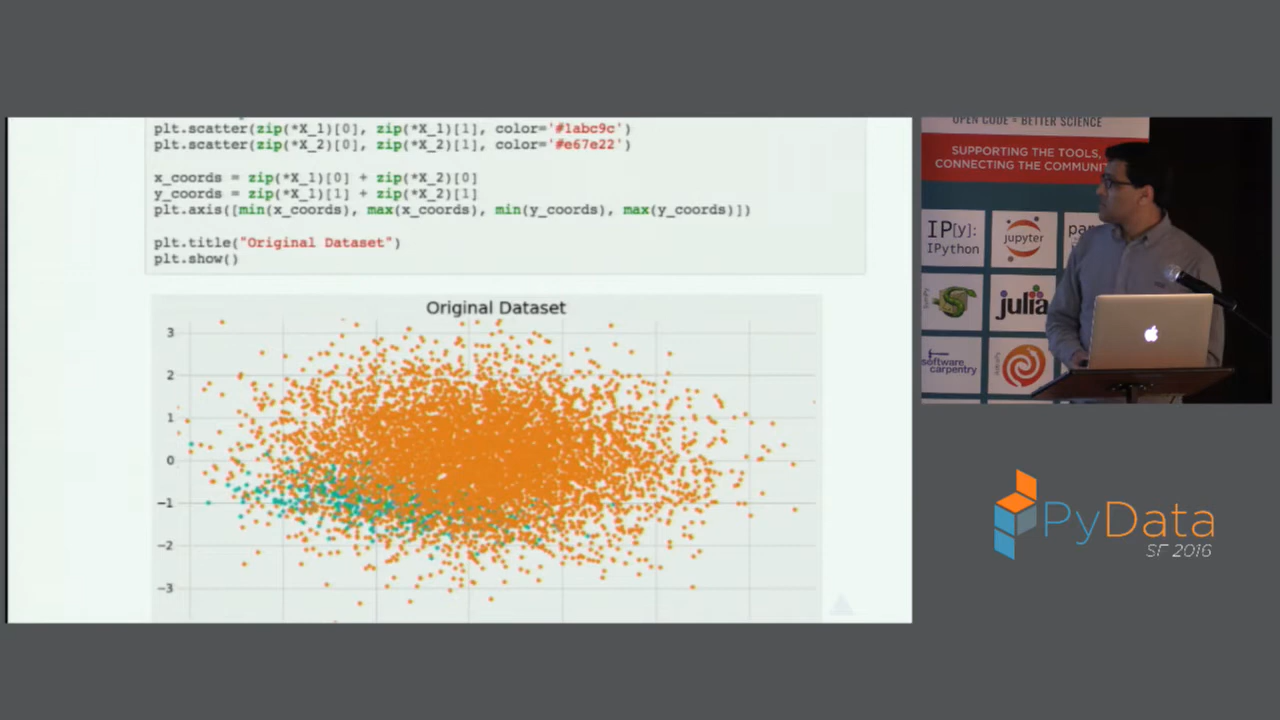 plt.scatter(zip(*X_1)[0], zip(*X_1)[1], color='#1abc9c')
plt.scatter(zip(*X_2)[0], zip(*X_2)[1], color='#e67e22')
x_coords = zip(*X_1)[0] + zip(*X_2)[0]
y_coords = zip(*X_1)[1] + zip(*X_2)[1]
plt.axis([min(x_coords), max(x_coords), min(y_coords), max(y_coords)])
plt.title("Original Dataset")
plt.show()
Original Dataset
3
2
1
0
−1
−2
−3
OPEN CODE = BETTER SCIENCE
SUPPORTING THE TOOLS,
CONNECTING THE COMMUNI
IP[y]:
IPython
jupyter
julia
software
carpentry
PyData
SF 2016